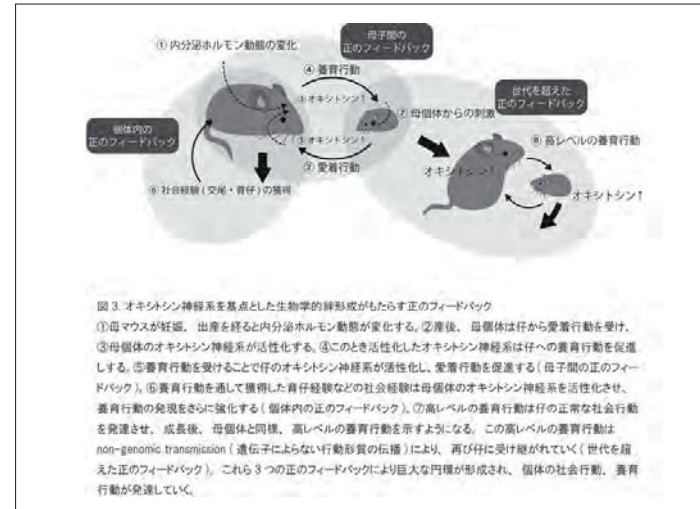 ① 内分泌ホルモン動態の変化
母子間の
正のフィードバック
④ 養育行動
世代を超えた
正のフィードバック
③オキシトシン↑
⑦ 母個体からの刺激
個体内の
正のフィードバック
⑤オキシトシン↑
⑧ 高レベルの養育行動
② 愛着行動
オキシトシン↑
⑥ 社会経験(交尾・育仔)の獲得
オキシトシン↑
図 3. オキシトシン神経系を基点とした生物学的絆形成がもたらす正のフィードバック
①母マウスが妊娠、出産を経ると内分泌ホルモン動態が変化する。②産後、母個体は仔から愛着行動を受け、
③母個体のオキシトシン神経系が活性化する。④このとき活性化したオキシトシン神経系は仔への養育行動を促進
しする。⑤養育行動を受けることで仔のオキシトシン神経系が活性化し、愛着行動を促進する(母子間の正のフィー
ドバック)。⑥養育行動を通して獲得した育仔経験などの社会経験は母個体のオキシトシン神経系を活性化させ、
養育行動の発現をさらに強化する(個体内の正のフィードバック)。⑦高レベルの養育行動は仔の正常な社会行動
を発達させ、成長後、母個体と同様、高レベルの養育行動を示すようになる。この高レベルの養育行動は
non-genomic transmission(遺伝子によらない行動形質の伝播)により、再び仔に受け継がれていく(世代を超
えた正のフィードバック)。これら 3 つの正のフィードバックにより巨大な円環が形成され、個体の社会行動、養育
行動が発達していく。